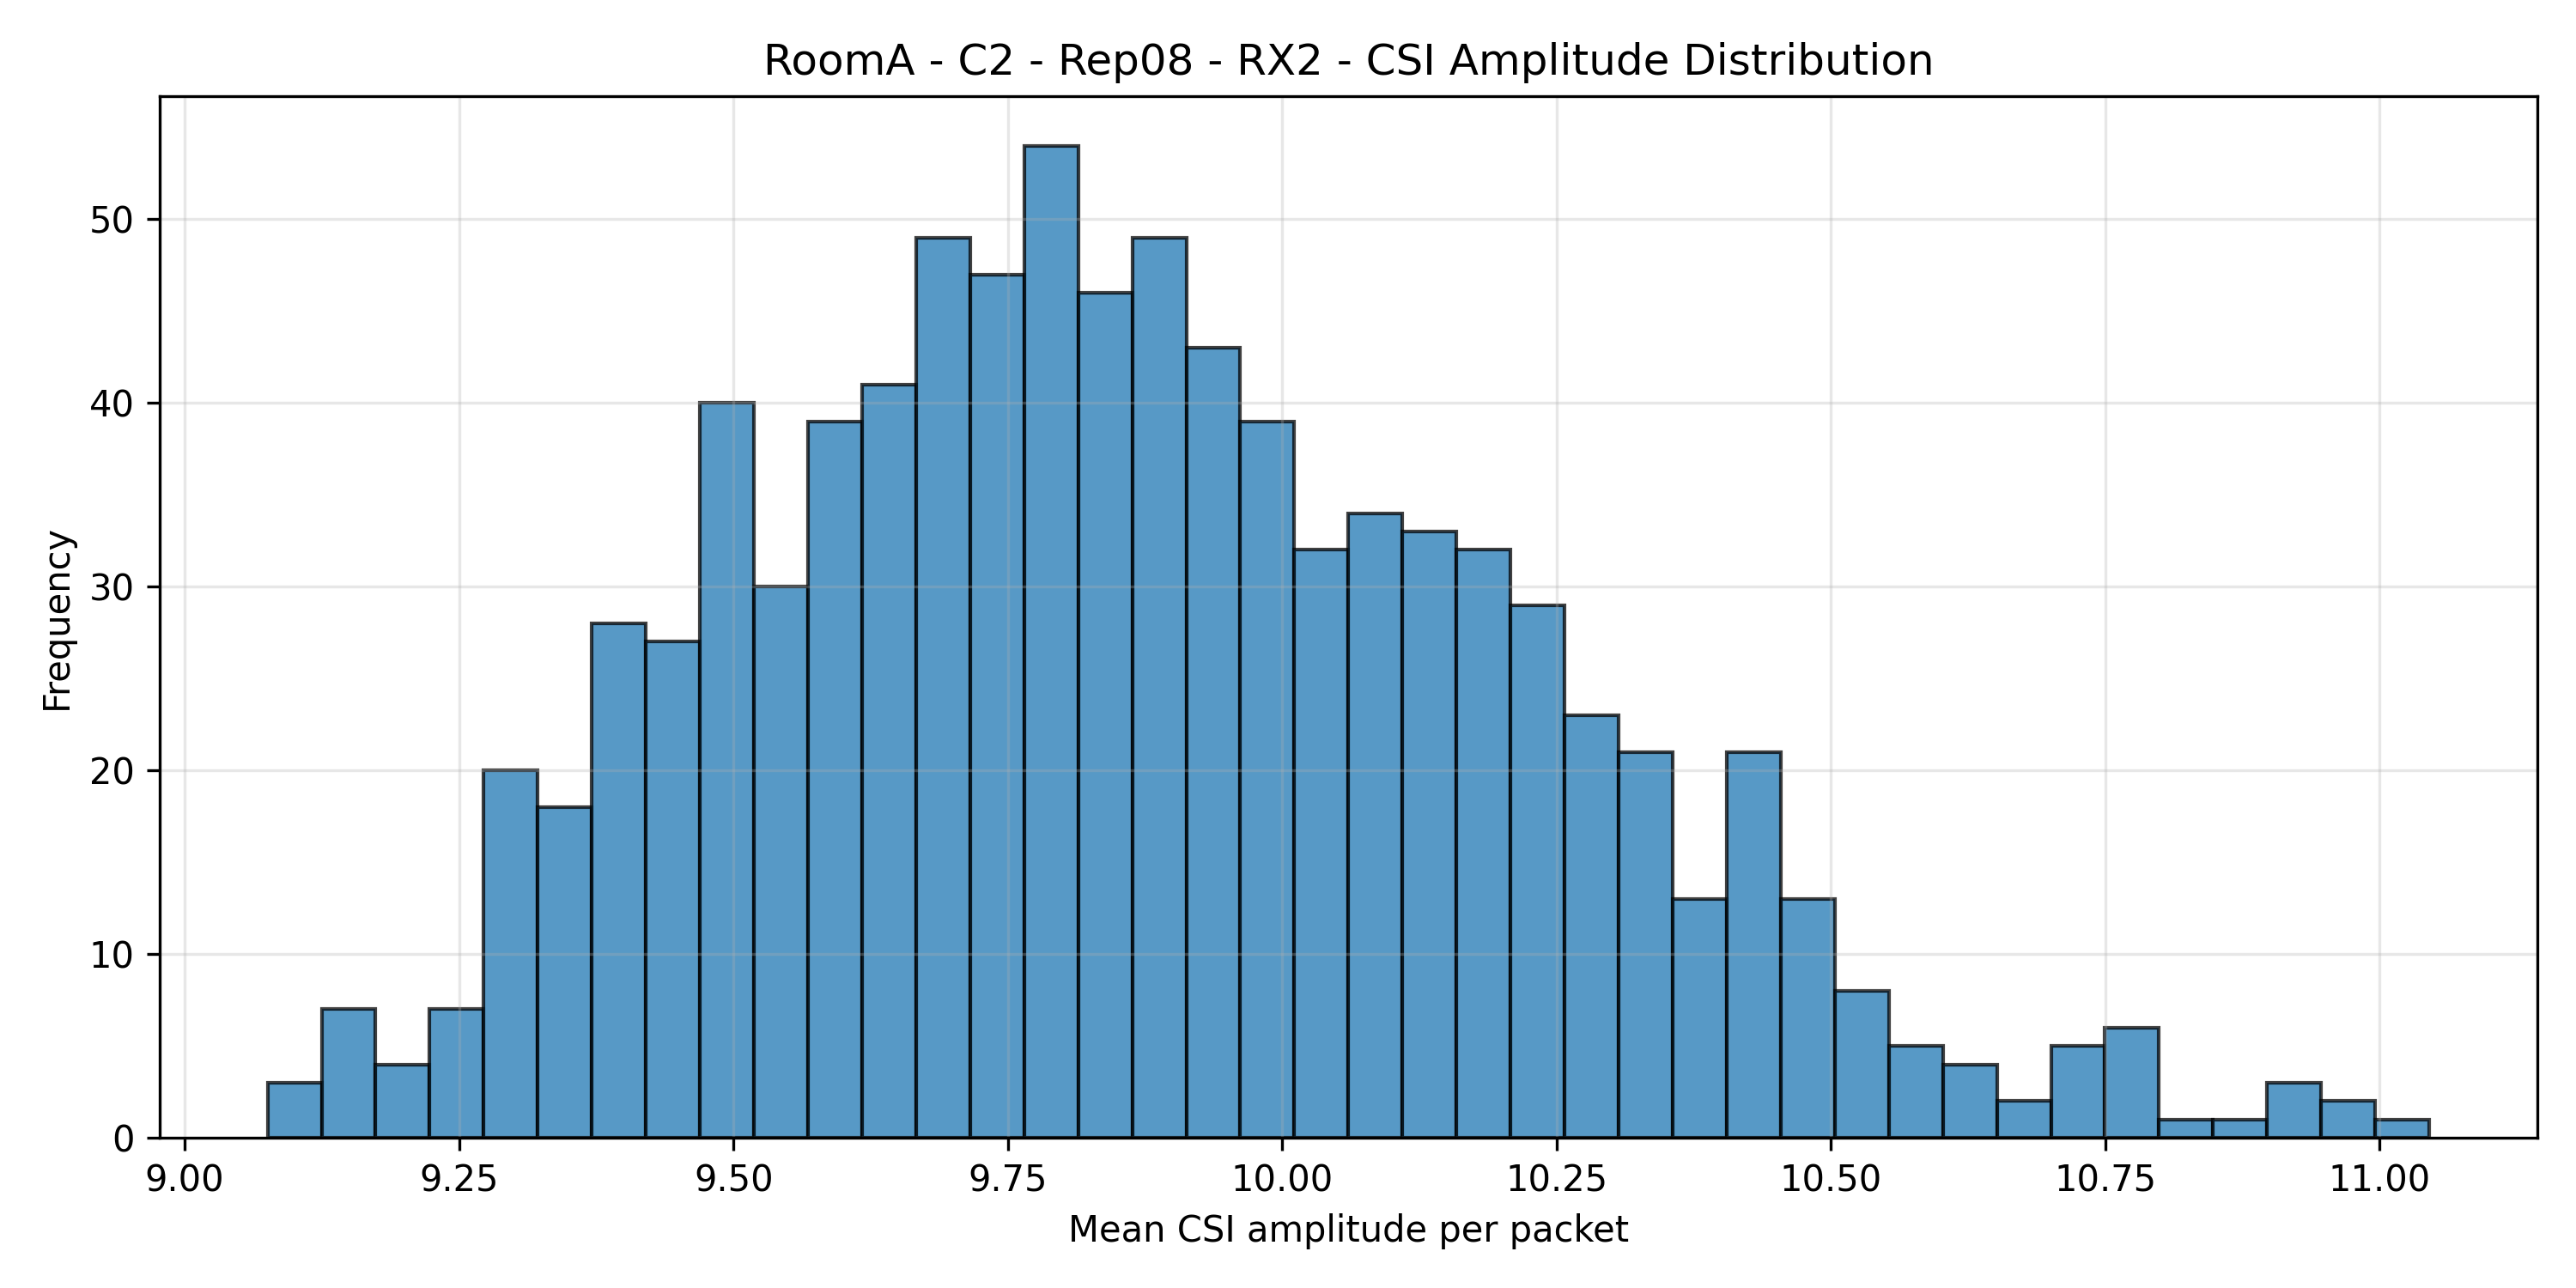 RoomA - C2 - Rep08 - RX2 - CSI Amplitude Distribution
Frequency
50
40
30
20
10
0
9.00 9.25 9.50 9.75 10.00 10.25 10.50 10.75 11.00
Mean CSI amplitude per packet